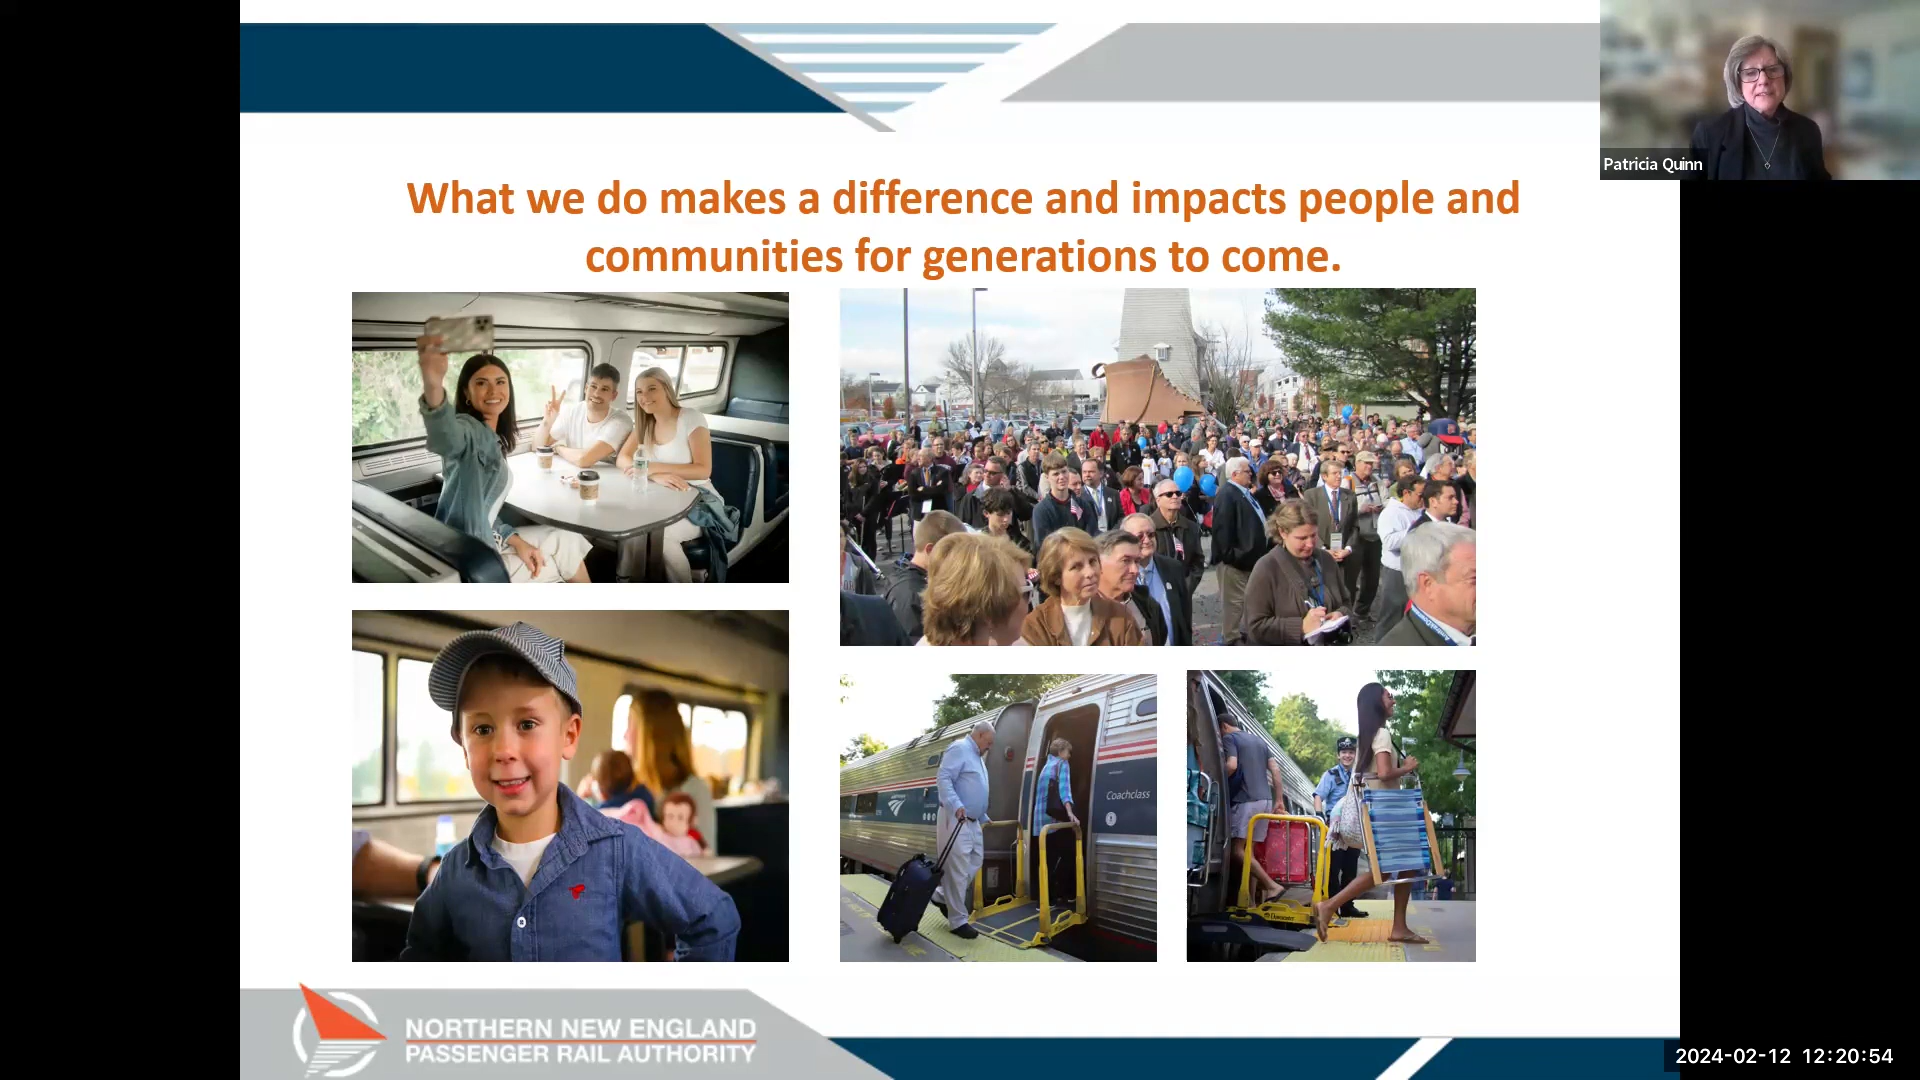 Patricia Quinn
What we do makes a difference and impacts people and
communities for generations to come.
Coachclass
NORTHERN NEW ENGLAND
PASSENGER RAIL AUTHORITY
2024-02-12 12:20:54